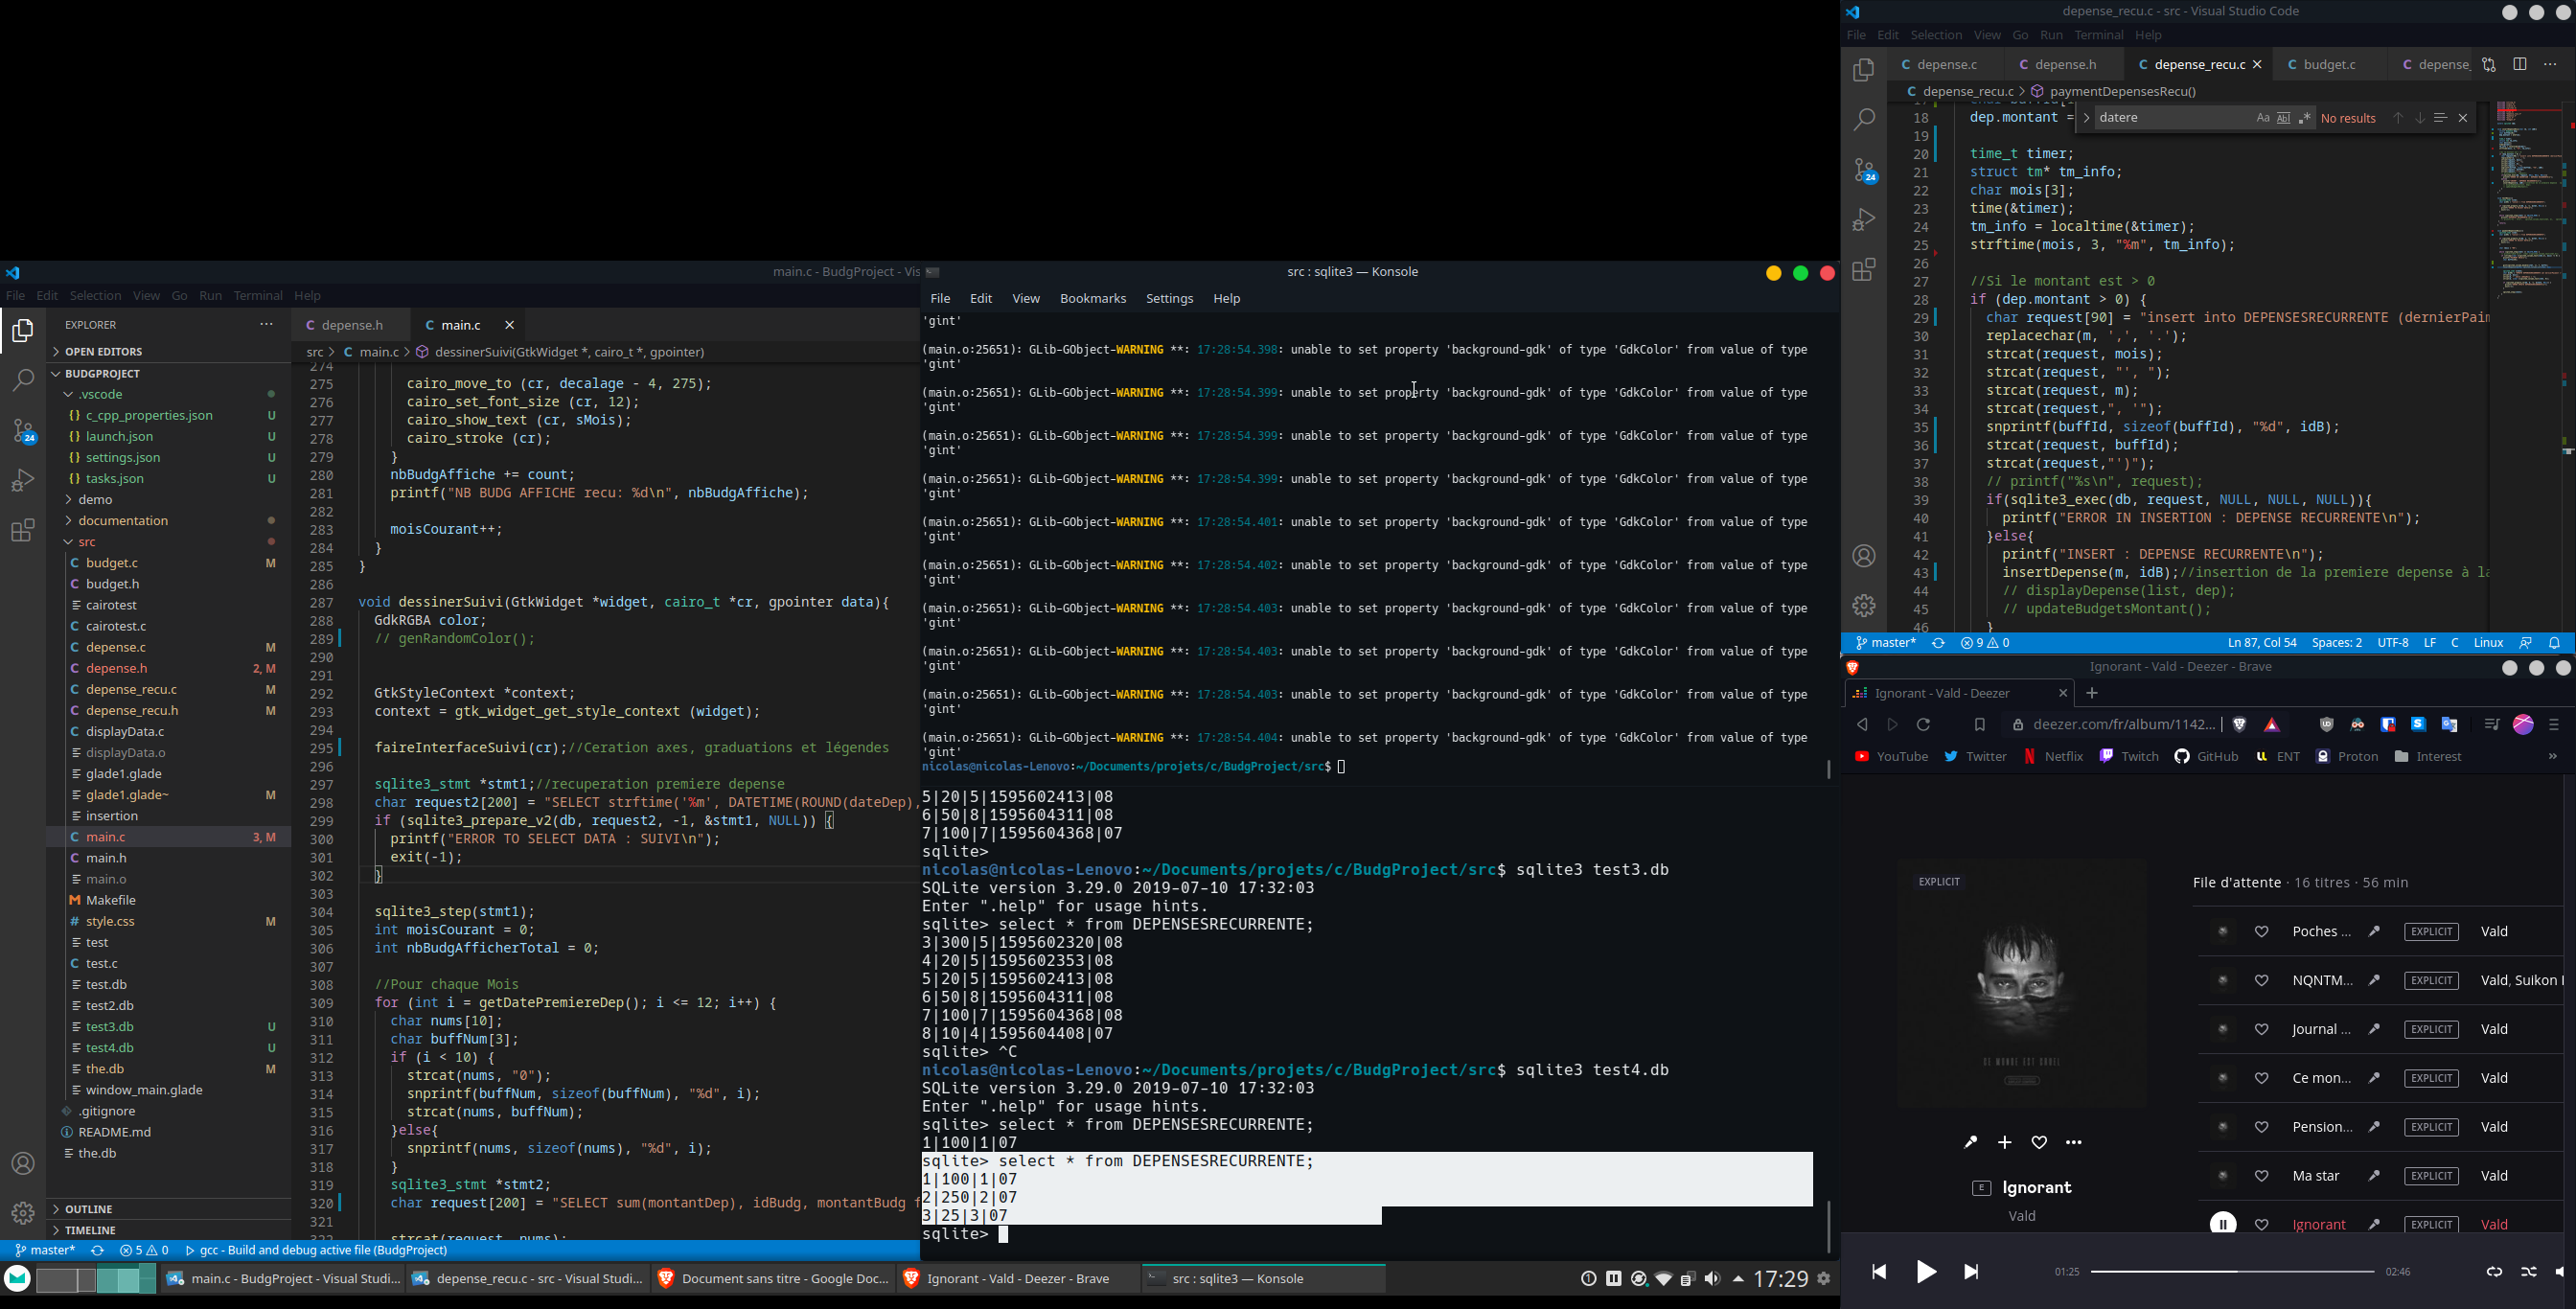 main.c - BudgProject - Vis
File Edit Selection View Go Run Terminal Help
EXPLORER
OPEN EDITORS
BUDGPROJECT
.vscode
c_cpp_properties.json U
launch.json U
settings.json U
tasks.json U
demo
documentation
src
budget.c M
budget.h
cairotest
cairotest.c
depense.c M
depense.h 2, M
depense_recu.c M
depense_recu.h M
displayData.c
displayData.o
glade1.glade
glade1.glade~ M
insertion
main.c 3, M
main.h
main.o
Makefile
style.css M
test
test.c
test.db
test2.db
test3.db U
test4.db U
the.db M
window_main.glade
.gitignore
README.md
the.db
OUTLINE
TIMELINE
depense.h main.c
src > main.c > dessinerSuivi(GtkWidget *, cairo_t *, gpointer)
274
275 cairo_move_to (cr, decalage - 4, 275);
276 cairo_set_font_size (cr, 12);
277 cairo_show_text (cr, sMois);
278 cairo_stroke (cr);
279 }
280 nbBudgAffiche += count;
281 printf("NB BUDG AFFICHE recu: %d\n", nbBudgAffiche);
282
283 moisCourant++;
284 }
285 }
286
287 void dessinerSuivi(GtkWidget *widget, cairo_t *cr, gpointer data){
288 GdkRGBA color;
289 // genRandomColor();
290
291
292 GtkStyleContext *context;
293 context = gtk_widget_get_style_context (widget);
294
295 faireInterfaceSuivi(cr);//Ceration axes, graduations et légendes
296
297 sqlite3_stmt *stmt1;//recuperation premiere depense
298 char request2[200] = "SELECT strftime('%m', DATETIME(ROUND(dateDep),
299 if (sqlite3_prepare_v2(db, request2, -1, &stmt1, NULL)) {
300 printf("ERROR TO SELECT DATA : SUIVI\n");
301 exit(-1);
302 }
303
304 sqlite3_step(stmt1);
305 int moisCourant = 0;
306 int nbBudgAfficherTotal = 0;
307
308 //Pour chaque Mois
309 for (int i = getDatePremiereDep(); i <= 12; i++) {
310 char nums[10];
311 char buffNum[3];
312 if (i < 10) {
313 strcat(nums, "0");
314 snprintf(buffNum, sizeof(buffNum), "%d", i);
315 strcat(nums, buffNum);
316 }else{
317 snprintf(nums, sizeof(nums), "%d", i);
318 }
319 sqlite3_stmt *stmt2;
320 char request[200] = "SELECT sum(montantDep), idBudg, montantBudg f
321
322 strcat(request, nums);
master* 5 0 gcc - Build and debug active file (BudgProject)
src : sqlite3 — Konsole
File Edit View Bookmarks Settings Help
'gint'
(main.o:25651): GLib-GObject-WARNING **: 17:28:54.398: unable to set property 'background-gdk' of type 'GdkColor' from value of type
'gint'
(main.o:25651): GLib-GObject-WARNING **: 17:28:54.399: unable to set property 'background-gdk' of type 'GdkColor' from value of type
'gint'
(main.o:25651): GLib-GObject-WARNING **: 17:28:54.399: unable to set property 'background-gdk' of type 'GdkColor' from value of type
'gint'
(main.o:25651): GLib-GObject-WARNING **: 17:28:54.399: unable to set property 'background-gdk' of type 'GdkColor' from value of type
'gint'
(main.o:25651): GLib-GObject-WARNING **: 17:28:54.401: unable to set property 'background-gdk' of type 'GdkColor' from value of type
'gint'
(main.o:25651): GLib-GObject-WARNING **: 17:28:54.402: unable to set property 'background-gdk' of type 'GdkColor' from value of type
'gint'
(main.o:25651): GLib-GObject-WARNING **: 17:28:54.403: unable to set property 'background-gdk' of type 'GdkColor' from value of type
'gint'
(main.o:25651): GLib-GObject-WARNING **: 17:28:54.403: unable to set property 'background-gdk' of type 'GdkColor' from value of type
'gint'
(main.o:25651): GLib-GObject-WARNING **: 17:28:54.403: unable to set property 'background-gdk' of type 'GdkColor' from value of type
'gint'
(main.o:25651): GLib-GObject-WARNING **: 17:28:54.404: unable to set property 'background-gdk' of type 'GdkColor' from value of type
'gint'
nicolas@nicolas-Lenovo:~/Documents/projets/c/BudgProject/src$
5|20|5|1595602413|08
6|50|8|1595604311|08
7|100|7|1595604368|07
sqlite>
nicolas@nicolas-Lenovo:~/Documents/projets/c/BudgProject/src$ sqlite3 test3.db
SQLite version 3.29.0 2019-07-10 17:32:03
Enter ".help" for usage hints.
sqlite> select * from DEPENSESRECURRENTE;
3|300|5|1595602320|08
4|20|5|1595602353|08
5|20|5|1595602413|08
6|50|8|1595604311|08
7|100|7|1595604368|08
8|10|4|1595604408|07
sqlite> ^C
nicolas@nicolas-Lenovo:~/Documents/projets/c/BudgProject/src$ sqlite3 test4.db
SQLite version 3.29.0 2019-07-10 17:32:03
Enter ".help" for usage hints.
sqlite> select * from DEPENSESRECURRENTE;
1|100|1|07
sqlite> select * from DEPENSESRECURRENTE;
1|100|1|07
2|250|2|07
3|25|3|07
sqlite>
depense_recu.c - src - Visual Studio Code
File Edit Selection View Go Run Terminal Help
depense.c depense.h depense_recu.c budget.c depense_
depense_recu.c > paymentDepensesRecu()
datere Aa Abl .* No results
18 dep.montant =
19
20 time_t timer;
21 struct tm* tm_info;
22 char mois[3];
23 time(&timer);
24 tm_info = localtime(&timer);
25 strftime(mois, 3, "%m", tm_info);
26
27 //Si le montant est > 0
28 if (dep.montant > 0) {
29 char request[90] = "insert into DEPENSESRECURRENTE (dernierPaim
30 replacechar(m, ',', '.');
31 strcat(request, mois);
32 strcat(request, "', ");
33 strcat(request, m);
34 strcat(request,", '");
35 snprintf(buffId, sizeof(buffId), "%d", idB);
36 strcat(request, buffId);
37 strcat(request,"')");
38 // printf("%s\n", request);
39 if(sqlite3_exec(db, request, NULL, NULL, NULL)){
40 printf("ERROR IN INSERTION : DEPENSE RECURRENTE\n");
41 }else{
42 printf("INSERT : DEPENSE RECURRENTE\n");
43 insertDepense(m, idB);//insertion de la premiere depense à la
44 // displayDepense(list, dep);
45 // updateBudgetsMontant();
46 }
24
master* 9 0 Ln 87, Col 54 Spaces: 2 UTF-8 LF C Linux
Ignorant - Vald - Deezer - Brave
Ignorant - Vald - Deezer
deezer.com/fr/album/1142...
YouTube Twitter Netflix Twitch GitHub ENT Proton Interest »
EXPLICIT
File d'attente · 16 titres · 56 min
Poches ... EXPLICIT Vald
NQNTM... EXPLICIT Vald, Suikon
Journal ... EXPLICIT Vald
Ce mon... EXPLICIT Vald
Pension... EXPLICIT Vald
Ma star EXPLICIT Vald
Ignorant EXPLICIT Vald
CE MONDE EST CRUEL
E Ignorant
Vald
01:25 02:46
main.c - BudgProject - Visual Studi... depense_recu.c - src - Visual Studi... Document sans titre - Google Doc... Ignorant - Vald - Deezer - Brave src : sqlite3 — Konsole 17:29